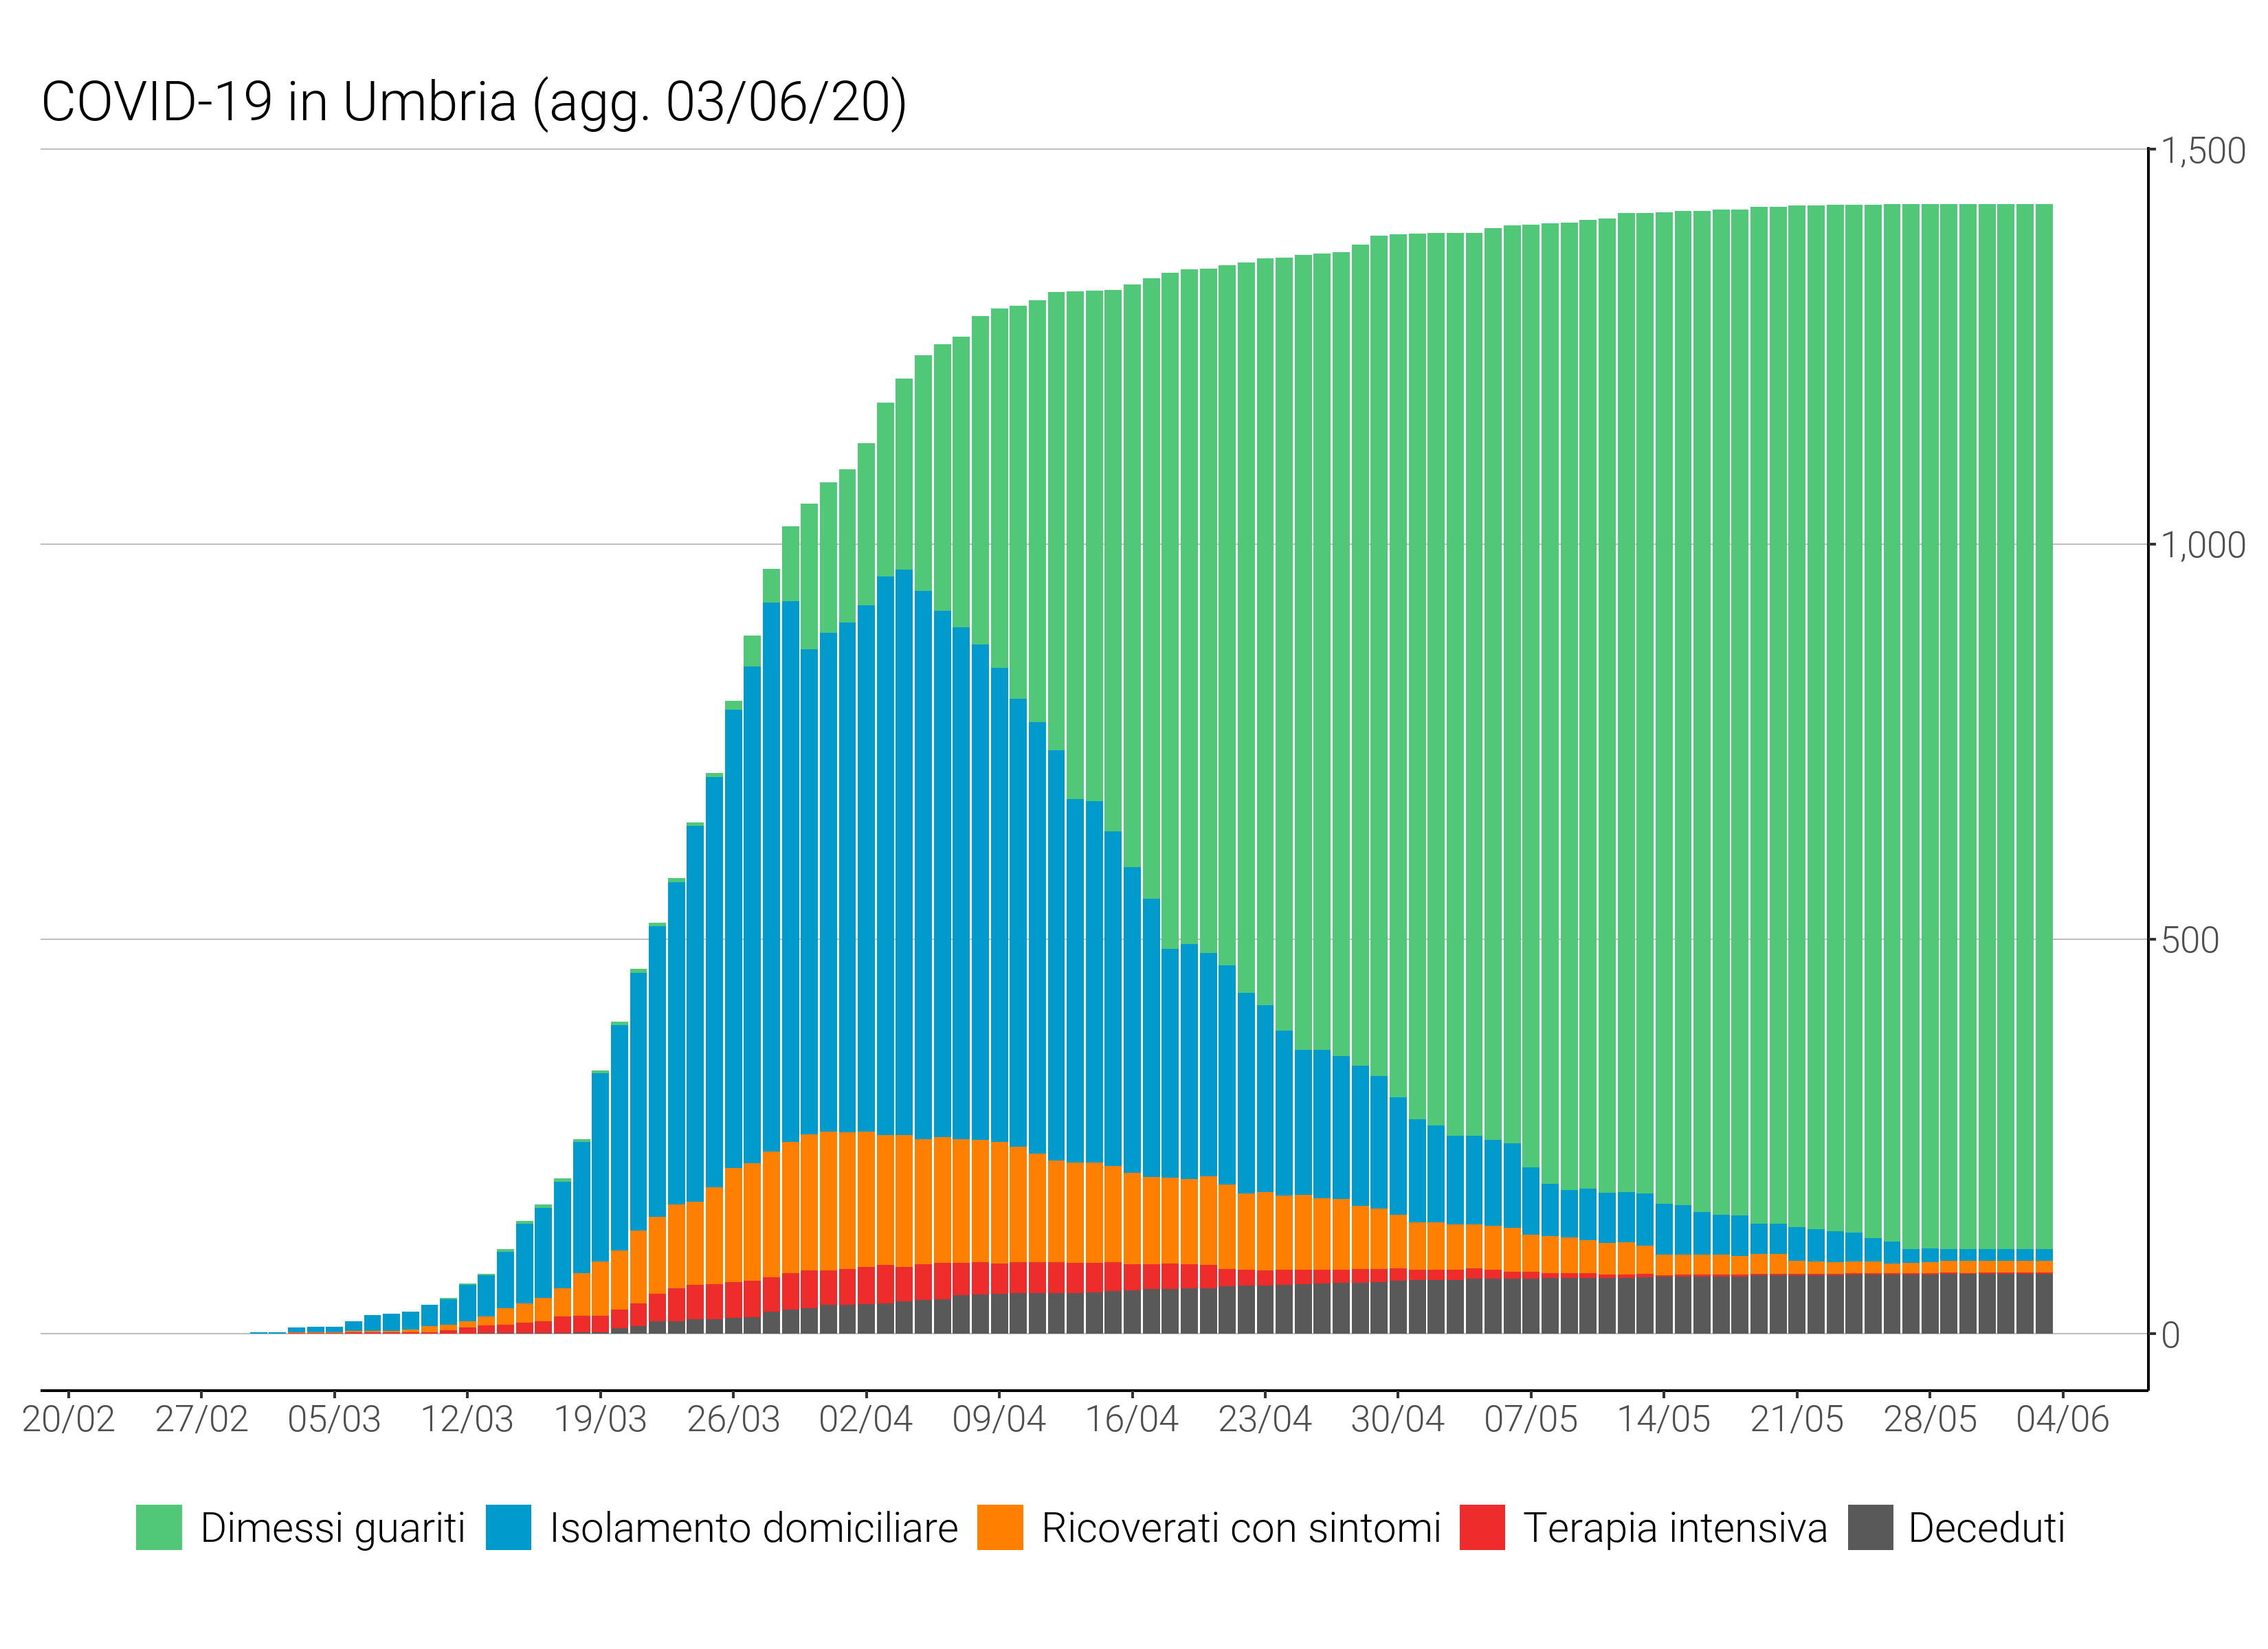 COVID-19 in Umbria (agg. 03/06/20)
1,500
1,000
500
0
20/02 27/02 05/03 12/03 19/03 26/03 02/04 09/04 16/04 23/04 30/04 07/05 14/05 21/05 28/05 04/06
Dimessi guariti Isolamento domiciliare Ricoverati con sintomi Terapia intensiva Deceduti